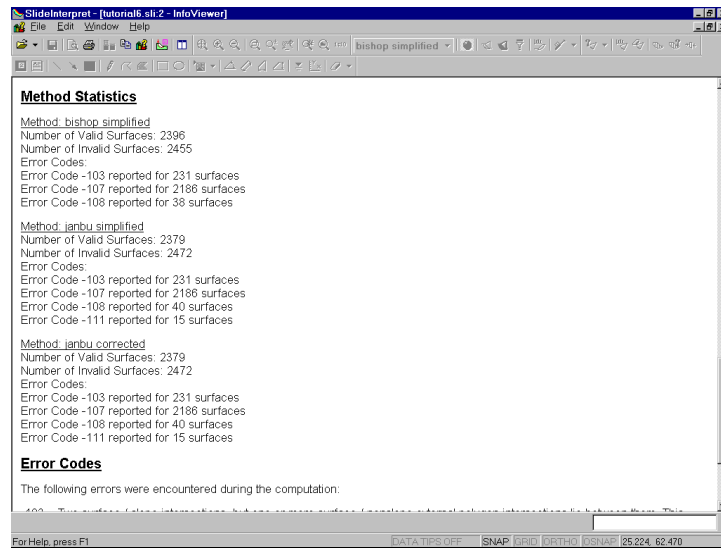 SlideInterpret - [tutorial6.sli:2 - InfoViewer]
File Edit Window Help
bishop simplified
Method Statistics
Method: bishop simplified
Number of Valid Surfaces: 2396
Number of Invalid Surfaces: 2455
Error Codes:
Error Code -103 reported for 231 surfaces
Error Code -107 reported for 2186 surfaces
Error Code -108 reported for 38 surfaces
Method: janbu simplified
Number of Valid Surfaces: 2379
Number of Invalid Surfaces: 2472
Error Codes:
Error Code -103 reported for 231 surfaces
Error Code -107 reported for 2186 surfaces
Error Code -108 reported for 40 surfaces
Error Code -111 reported for 15 surfaces
Method: janbu corrected
Number of Valid Surfaces: 2379
Number of Invalid Surfaces: 2472
Error Codes:
Error Code -103 reported for 231 surfaces
Error Code -107 reported for 2186 surfaces
Error Code -108 reported for 40 surfaces
Error Code -111 reported for 15 surfaces
Error Codes
The following errors were encountered during the computation:
For Help, press F1
DATA TIPS OFF SNAP GRID ORTHO OSNAP 25.224, 62.470